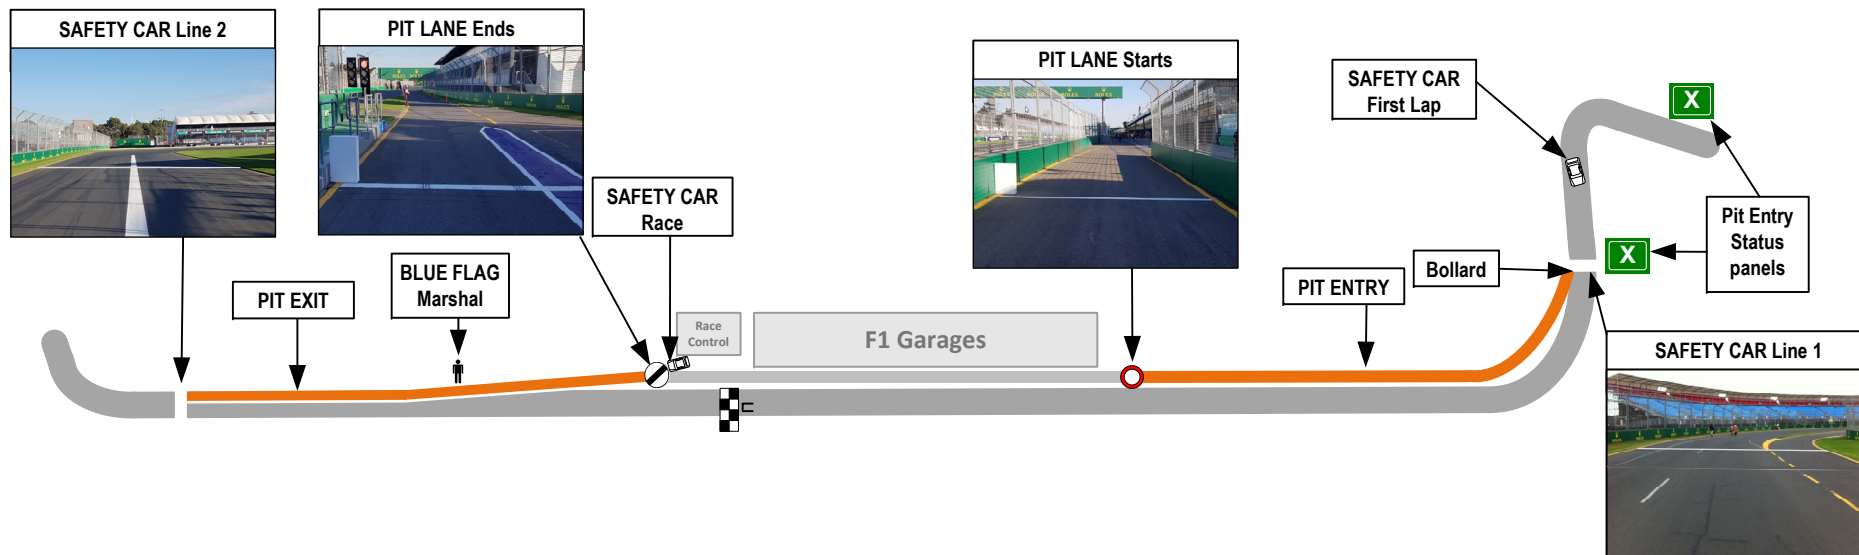 SAFETY CAR Line 2
PIT LANE Ends
PIT LANE Starts
SAFETY CAR
First Lap
X
SAFETY CAR
Race
Pit Entry
Status
panels
X
BLUE FLAG
Marshal
Bollard
PIT EXIT
PIT ENTRY
Race
Control
F1 Garages
SAFETY CAR Line 1
ROLEX